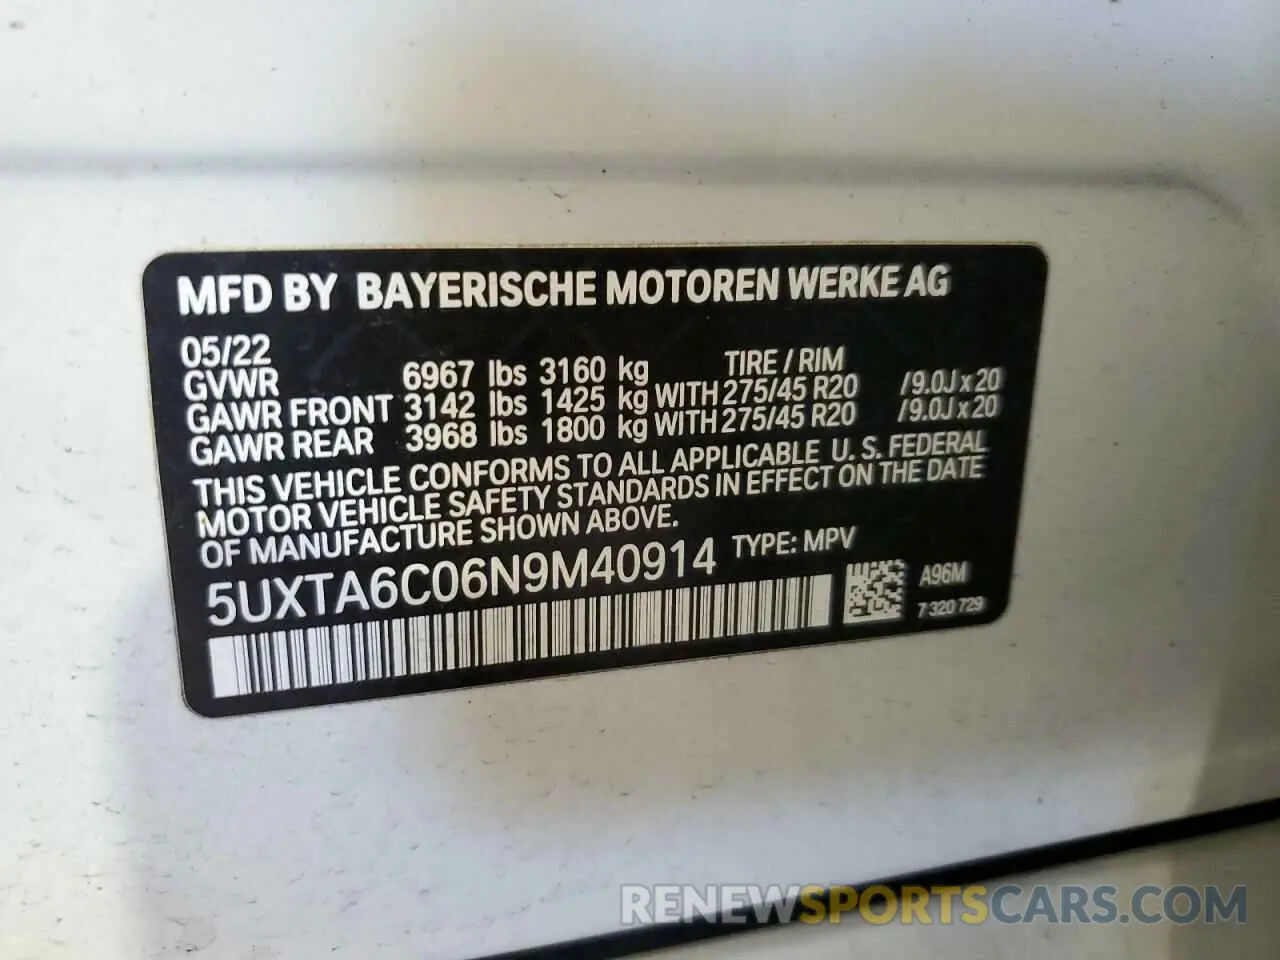 MFD BY BAYERISCHE MOTOREN WERKE AG
05/22
GVWR 6967 lbs 3160 kg TIRE / RIM
GAWR FRONT 3142 lbs 1425 kg WITH 275/45 R20 /9.0J x 20
GAWR REAR 3968 lbs 1800 kg WITH 275/45 R20 /9.0J x 20
THIS VEHICLE CONFORMS TO ALL APPLICABLE U. S. FEDERAL
MOTOR VEHICLE SAFETY STANDARDS IN EFFECT ON THE DATE
OF MANUFACTURE SHOWN ABOVE.
5UXTA6C06N9M40914 TYPE: MPV
A96M
7 320 729
RENEWSPORTSCARS.COM